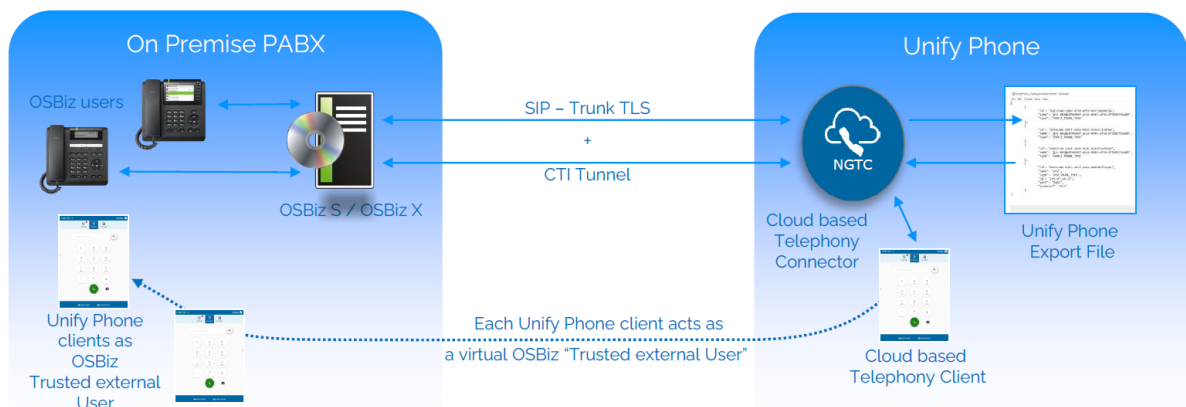 On Premise PABX
OSBiz users
OSBiz S / OSBiz X
Unify Phone
clients as
OSBiz
Trusted external
User
SIP – Trunk TLS
+
CTI Tunnel
Each Unify Phone client acts as
a virtual OSBiz “Trusted external User”
Unify Phone
NGTC
Cloud based
Telephony
Connector
Unify Phone
Export File
Cloud based
Telephony Client